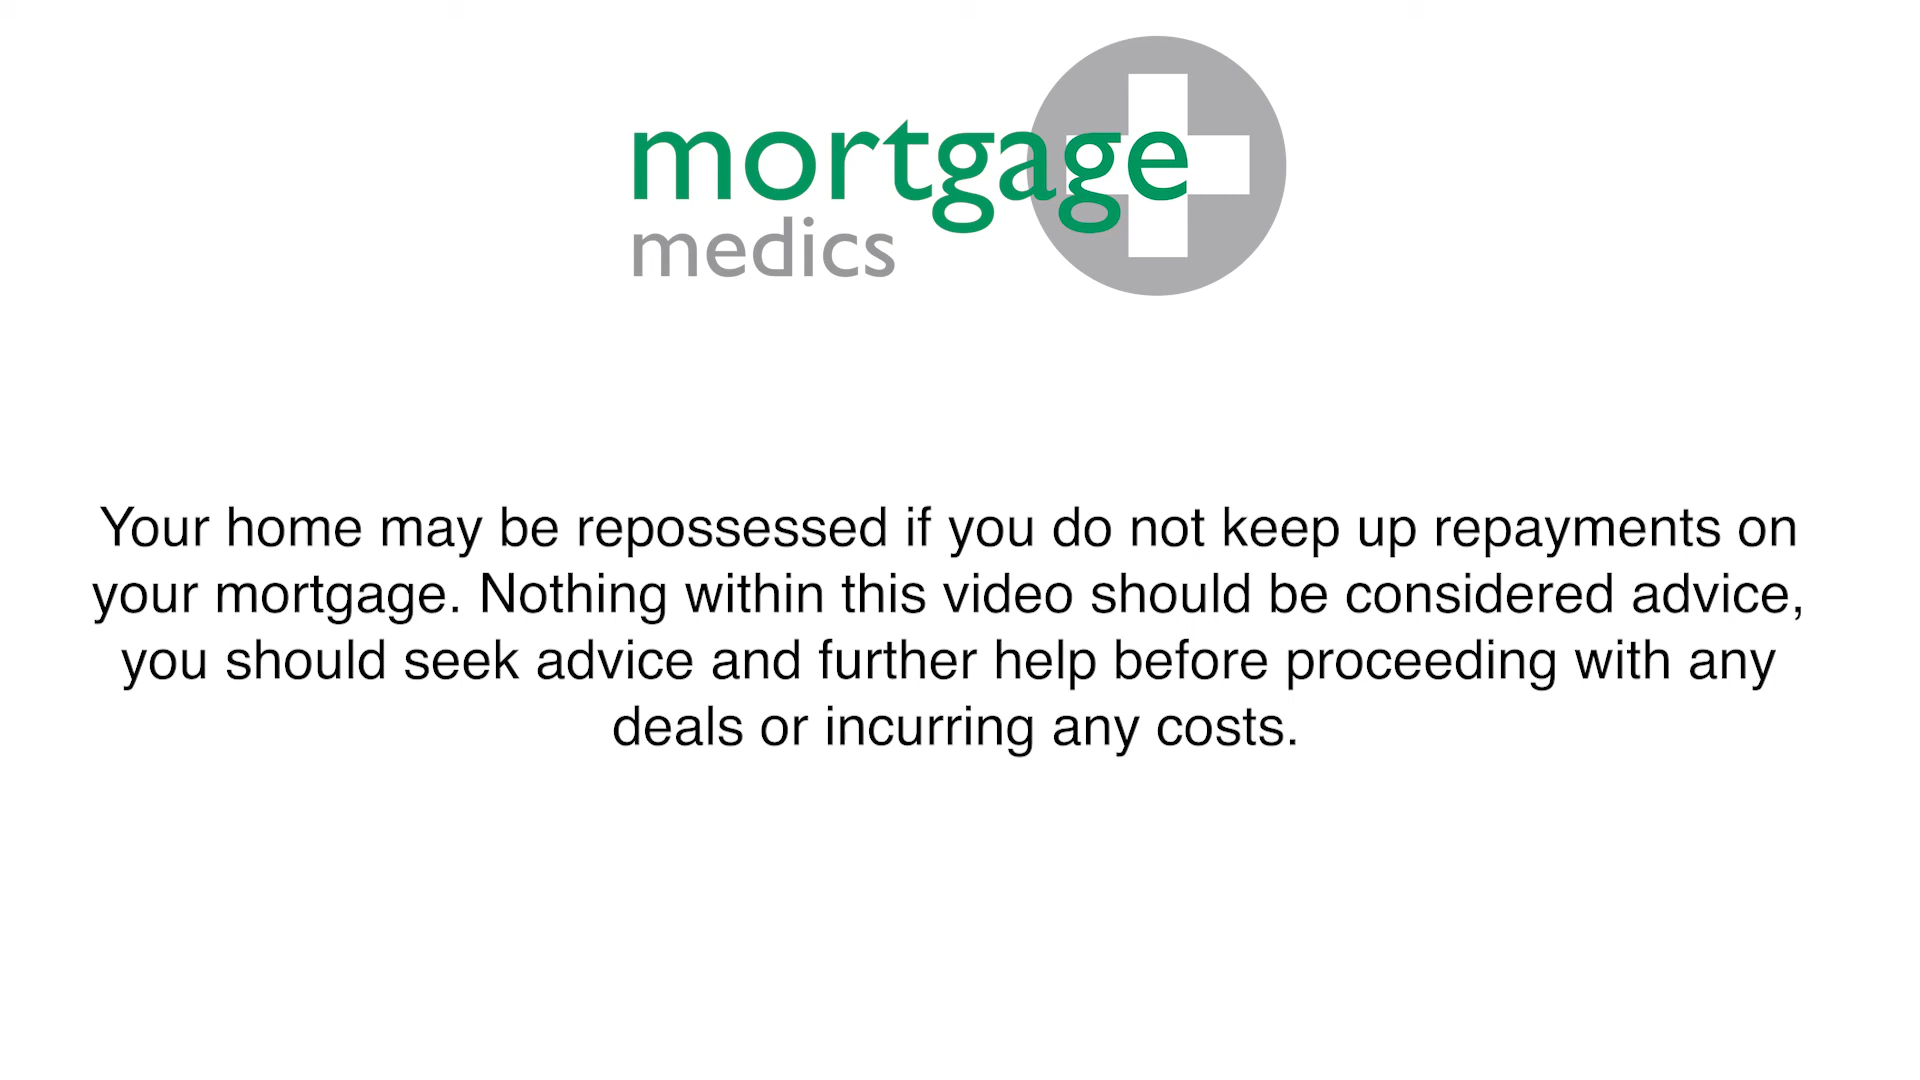 mortgage
medics
Your home may be repossessed if you do not keep up repayments on
your mortgage. Nothing within this video should be considered advice,
you should seek advice and further help before proceeding with any
deals or incurring any costs.